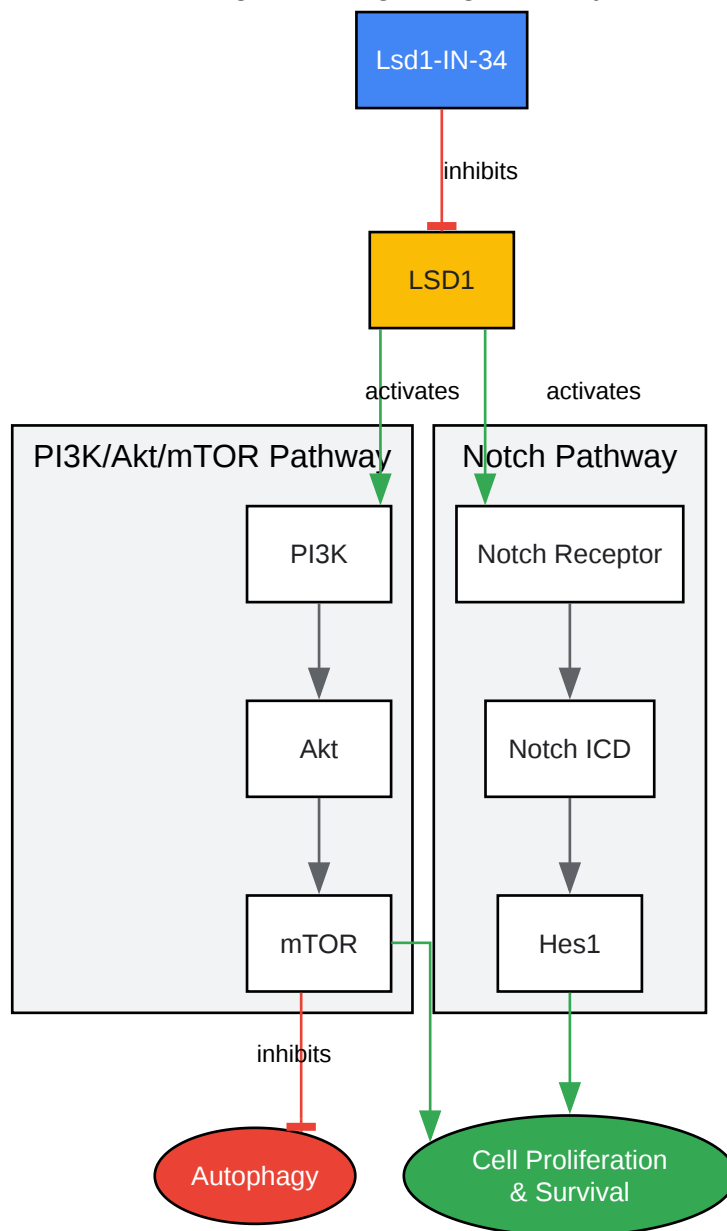 Lsd1-IN-34
inhibits
LSD1
activates
activates
PI3K/Akt/mTOR Pathway
Notch Pathway
PI3K
Notch Receptor
Akt
Notch ICD
mTOR
Hes1
inhibits
Autophagy
Cell Proliferation
& Survival